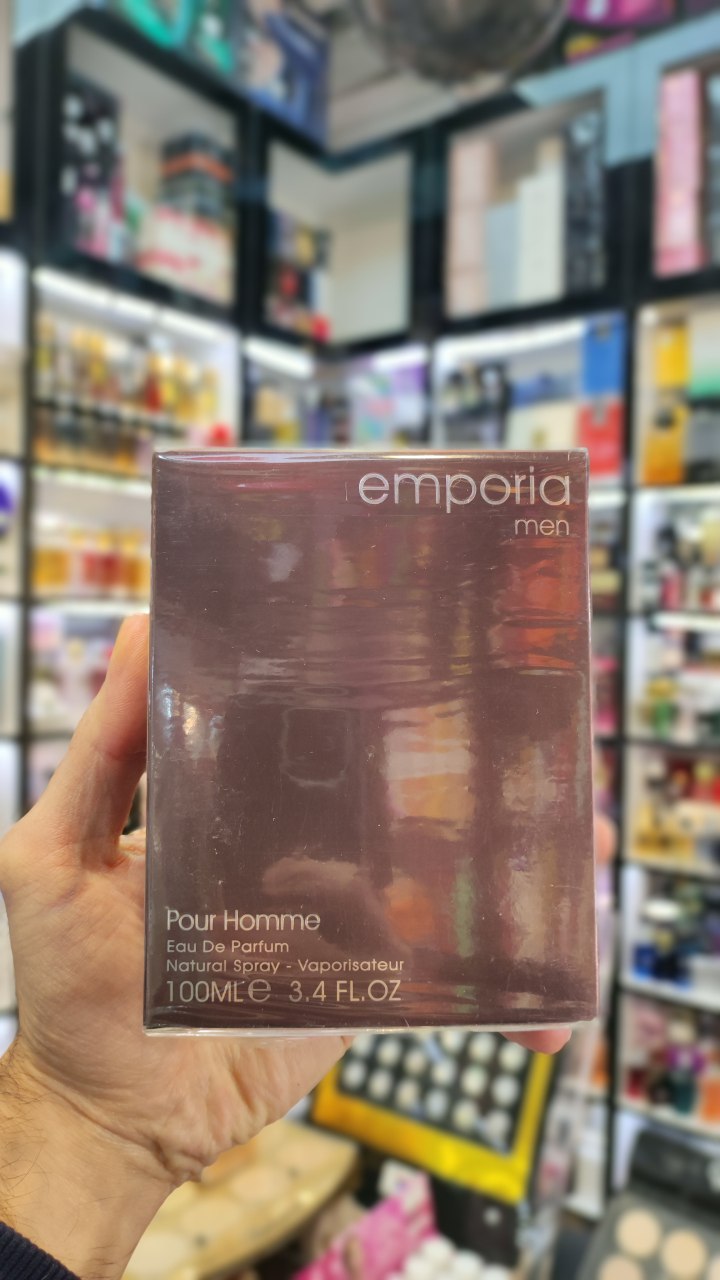 emporia
men
Pour Homme
Eau De Parfum
Natural Spray - Vaporisateur
100ML℮ 3.4 FL.OZ